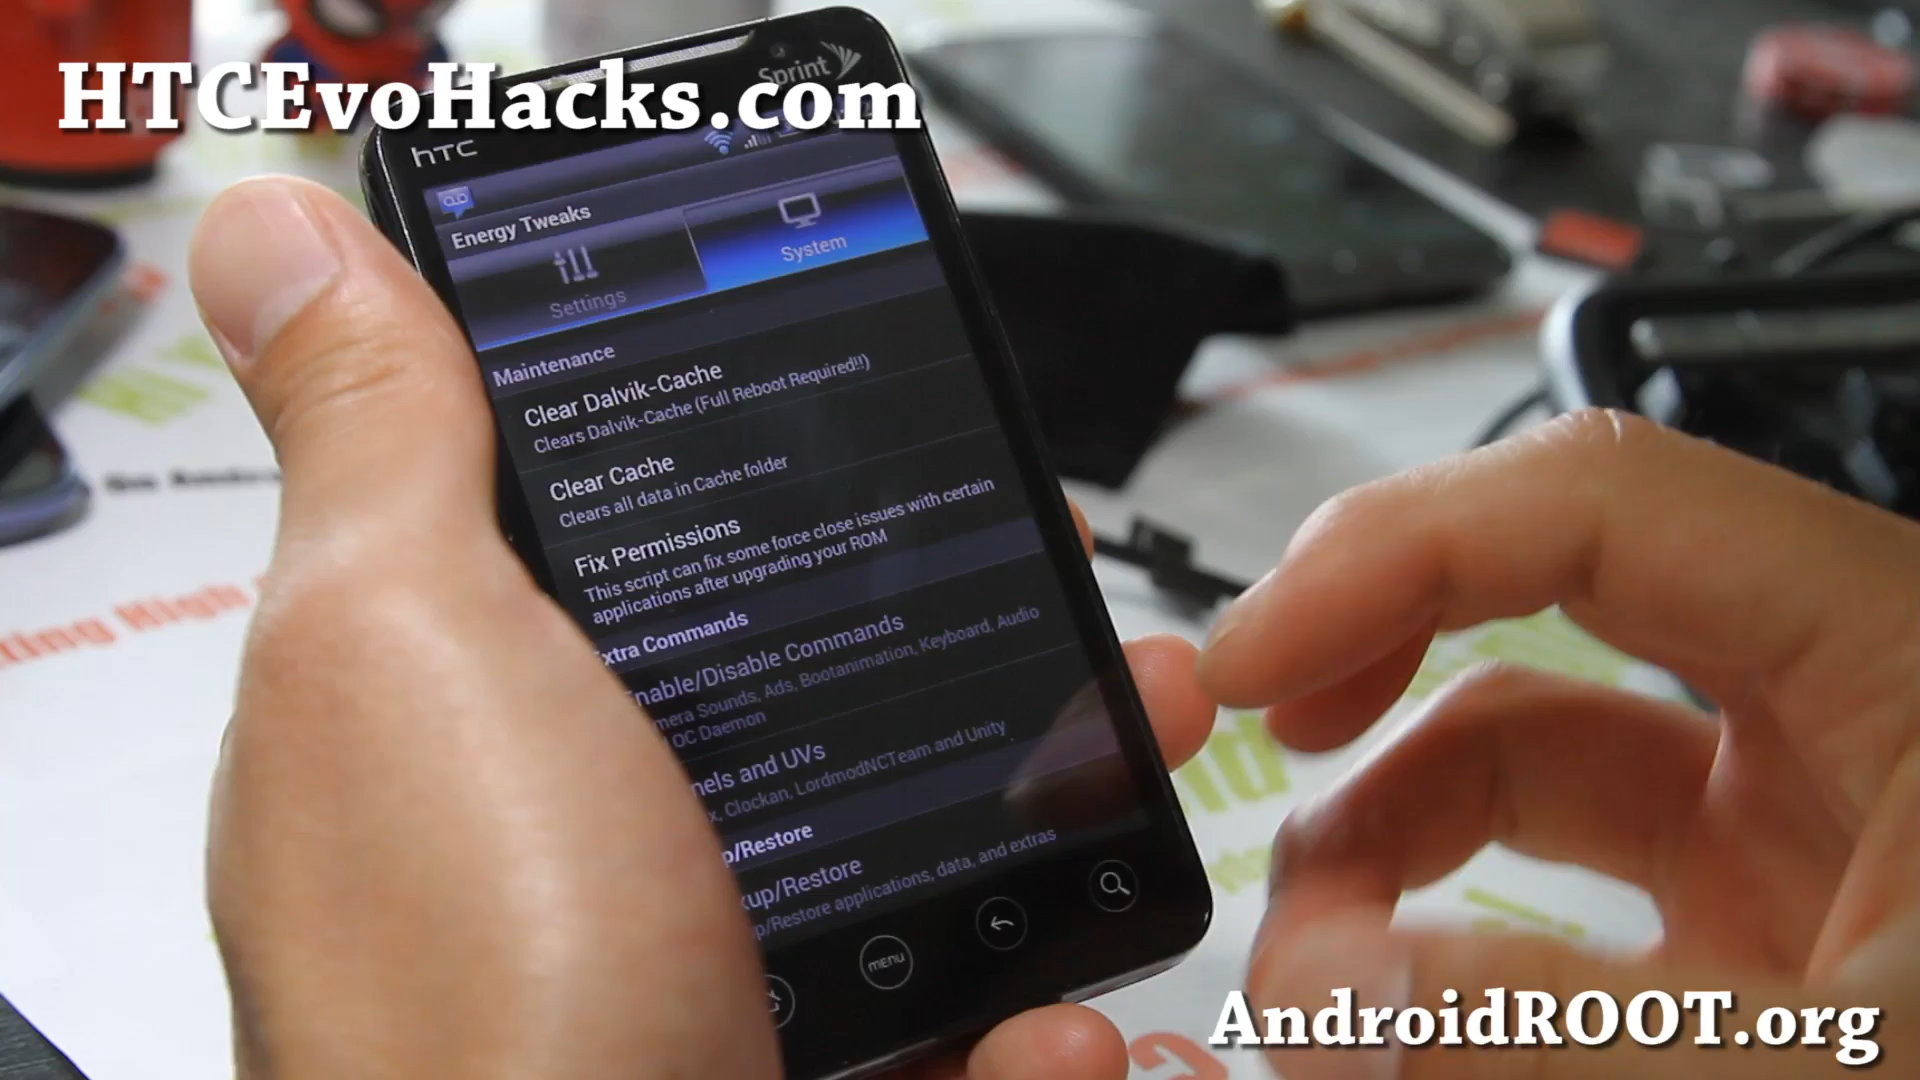 HTCEvoHacks.com
Sprint
hTC
Energy Tweaks
Settings
System
Maintenance
Clear Dalvik-Cache
Clears Dalvik-Cache (Full Reboot Required!!)
Clear Cache
Clears all data in Cache folder
Fix Permissions
This script can fix some force close issues with certain
applications after upgrading your ROM
xtra Commands
nable/Disable Commands
mera Sounds, Ads, Bootanimation, Keyboard, Audio
OC Daemon
nels and UVs
x, Clockan, LordmodNCTeam and Unity
p/Restore
kup/Restore
p/Restore applications, data, and extras
menu
AndroidROOT.org